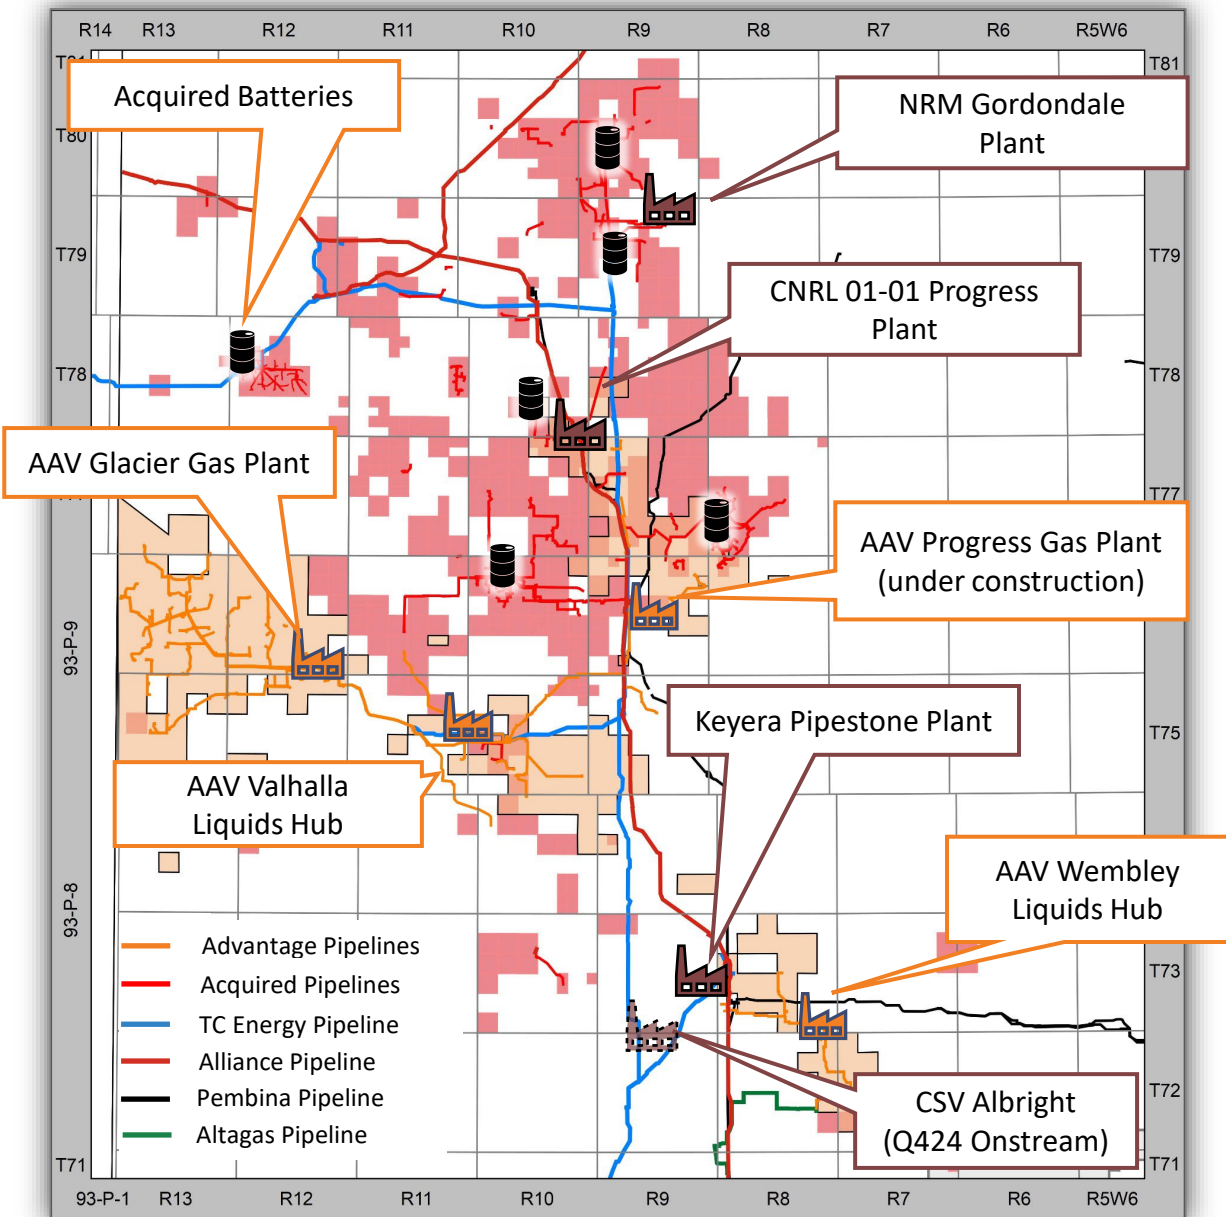 R14 R13 R12 R11 R10 R9 R8 R7 R6 R5W6
T81
Acquired Batteries
NRM Gordondale
Plant
T80
T79
T79
CNRL 01-01 Progress
Plant
T78
T78
AAV Glacier Gas Plant
T77
AAV Progress Gas Plant
(under construction)
93-P-9
Keyera Pipestone Plant
T75
AAV Valhalla
Liquids Hub
AAV Wembley
Liquids Hub
93-P-8
Advantage Pipelines
Acquired Pipelines
T73
TC Energy Pipeline
Alliance Pipeline
Pembina Pipeline
T72
CSV Albright
(Q424 Onstream)
Altagas Pipeline
T71
T71
93-P-1 R13 R12 R11 R10 R9 R8 R7 R6 R5W6